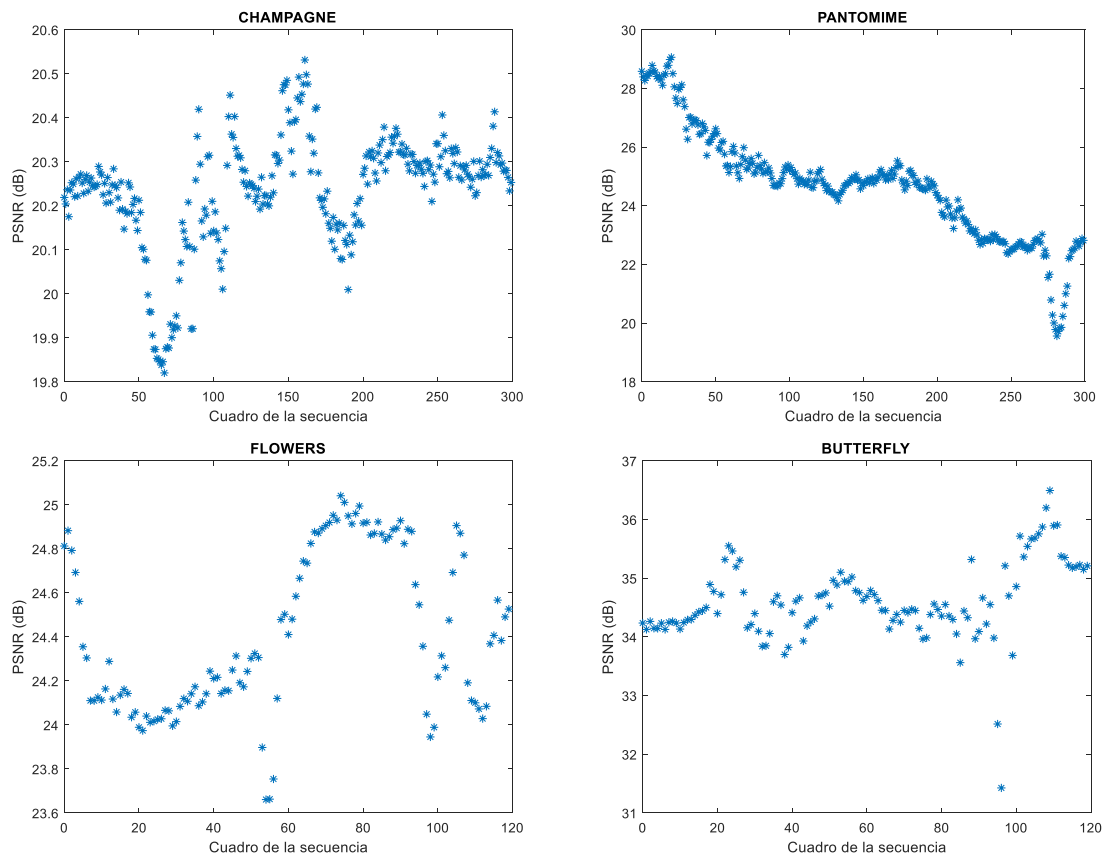 CHAMPAGNE
20.6
20.5
20.4
20.3
20.2
20.1
20
19.9
19.8
PSNR (dB)
0 50 100 150 200 250 300
Cuadro de la secuencia
PANTOMIME
30
28
26
24
22
20
18
PSNR (dB)
0 50 100 150 200 250 300
Cuadro de la secuencia
FLOWERS
25.2
25
24.8
24.6
24.4
24.2
24
23.8
23.6
PSNR (dB)
0 20 40 60 80 100 120
Cuadro de la secuencia
BUTTERFLY
37
36
35
34
33
32
31
PSNR (dB)
0 20 40 60 80 100 120
Cuadro de la secuencia